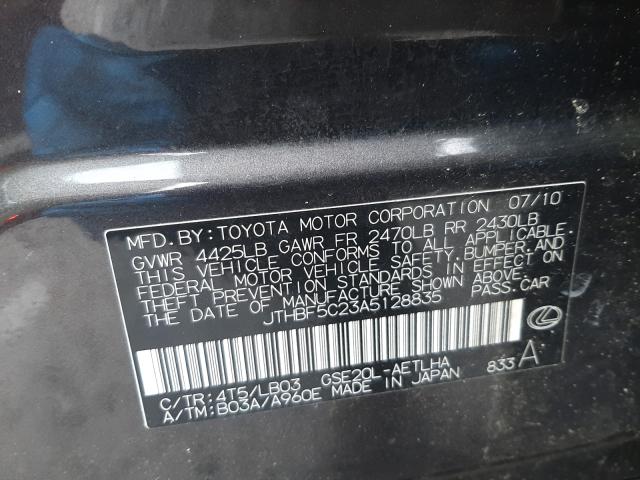 MFD.BY:TOYOTA MOTOR CORPORATION 07/10
GVWR 4425LB GAWR FR 2470LB RR 2430LB
THIS VEHICLE CONFORMS TO ALL APPLICABLE
FEDERAL MOTOR VEHICLE SAFETY,BUMPER,AND
THEFT PREVENTION STANDARDS IN EFFECT ON
THE DATE OF MANUFACTURE SHOWN ABOVE.
JTHBF5C23A5128835 PASS.CAR
C/TR:4T5/LB03 GSE20L-AETLHA
A/TM:B03A/A960E MADE IN JAPAN 833 A